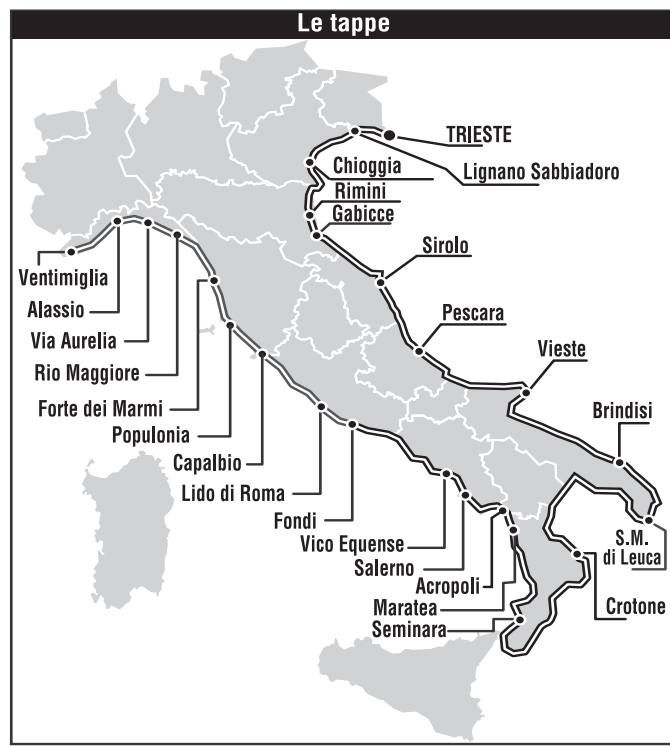 Le tappe
TRIESTE
Chioggia
Lignano Sabbiadoro
Rimini
Gabicce
Sirolo
Ventimiglia
Alassio
Pescara
Via Aurelia
Vieste
Rio Maggiore
Forte dei Marmi
Brindisi
Populonia
Capalbio
Lido di Roma
Fondi
Vico Equense
S.M.
di Leuca
Salerno
Acropoli
Maratea
Crotone
Seminara